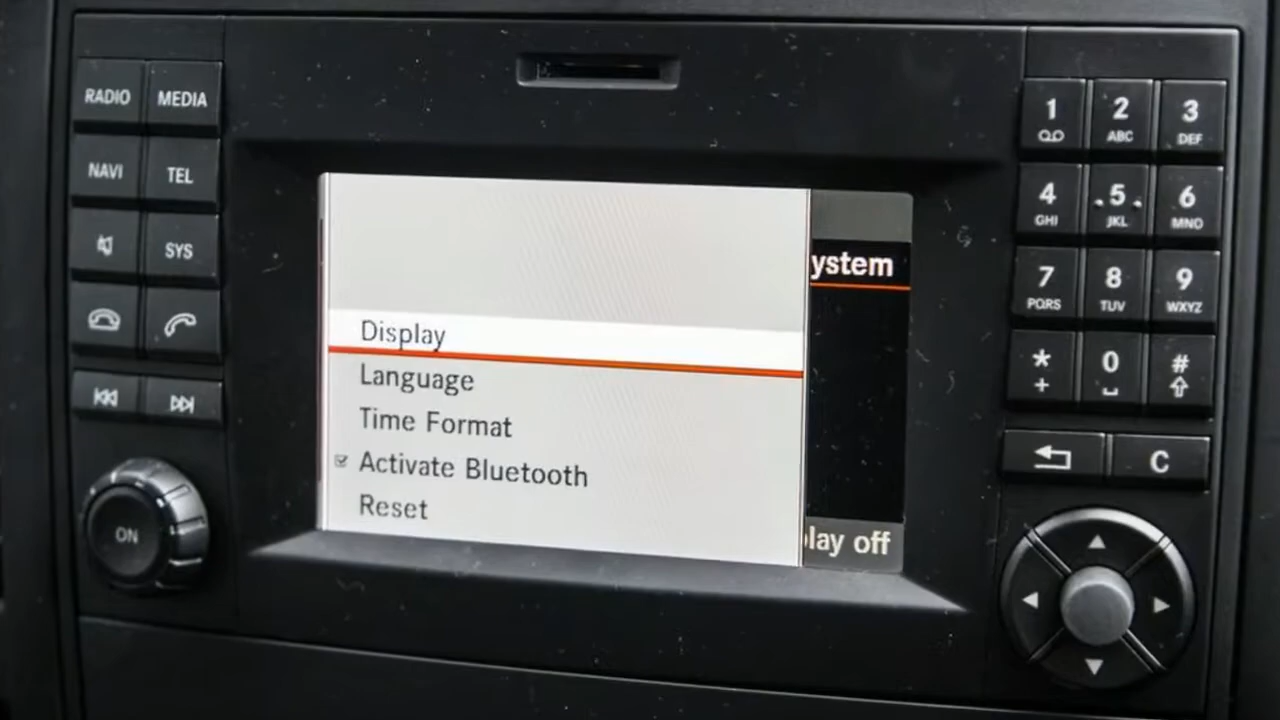 RADIO MEDIA
NAVI TEL
SYS
ON
Display
Language
Time Format
Activate Bluetooth
Reset
ystem
lay off
1 2 ABC 3 DEF
4 GHI 5 JKL 6 MNO
7 PQRS 8 TUV 9 WXYZ
* + 0 #
C